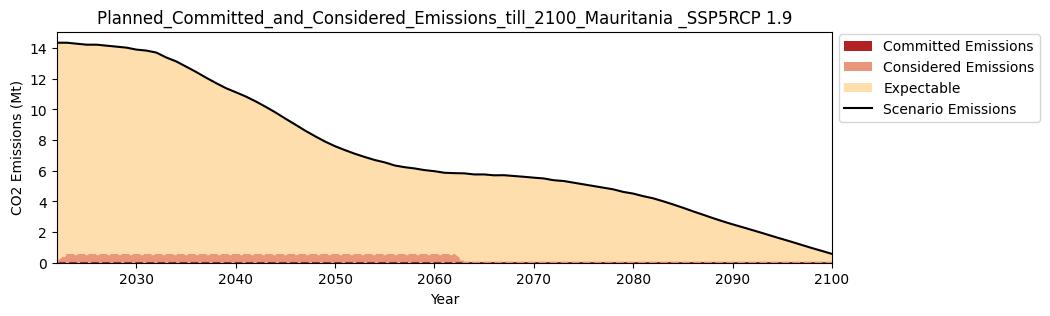 Planned_Committed_and_Considered_Emissions_till_2100_Mauritania _SSP5RCP 1.9
CO2 Emissions (Mt)
14
12
10
8
6
4
2
0
2030
2040
2050
2060
2070
2080
2090
2100
Year
Committed Emissions
Considered Emissions
Expectable
Scenario Emissions